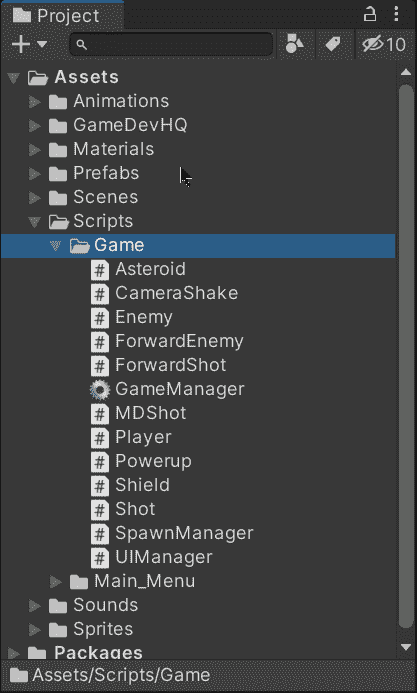 Project
10
Assets
Animations
GameDevHQ
Materials
Prefabs
Scenes
Scripts
Game
Asteroid
CameraShake
Enemy
ForwardEnemy
ForwardShot
GameManager
MDShot
Player
Powerup
Shield
Shot
SpawnManager
UIManager
Main_Menu
Sounds
Sprites
Packages
Assets/Scripts/Game